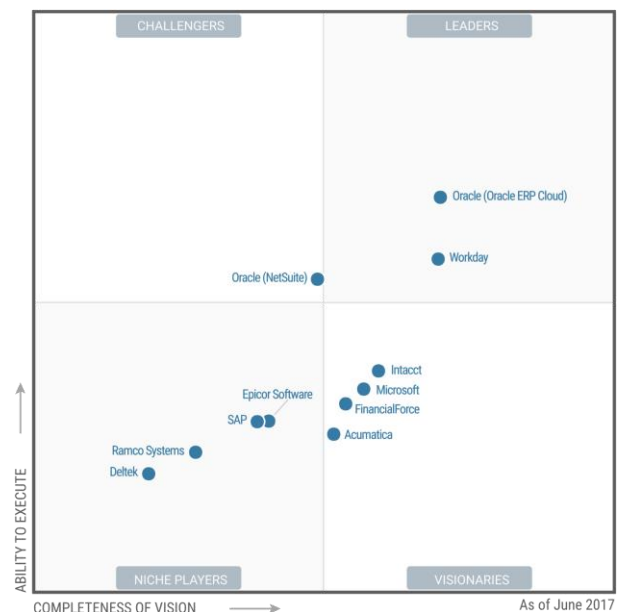 CHALLENGERS
LEADERS
Oracle (Oracle ERP Cloud)
Workday
Oracle (NetSuite)
Intacct
Microsoft
Epicor Software
FinancialForce
SAP
Acumatica
Ramco Systems
Deltek
ABILITY TO EXECUTE
NICHE PLAYERS
VISIONARIES
COMPLETENESS OF VISION
As of June 2017